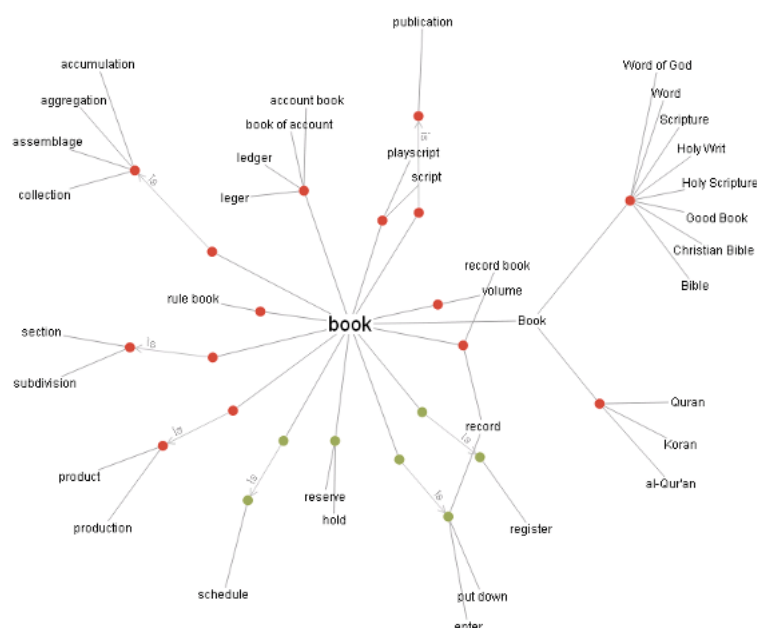 publication
accumulation
Word of God
aggregation
account book
Word
book of account
Scripture
assemblage
is
playscript
Holy Writ
ledger
script
is
Holy Scripture
collection
leger
Good Book
Christian Bible
record book
Bible
volume
rule book
book
Book
section
is
subdivision
Quran
record
is
is
Koran
product
is
is
al-Qur'an
reserve
hold
production
register
schedule
put down
enter